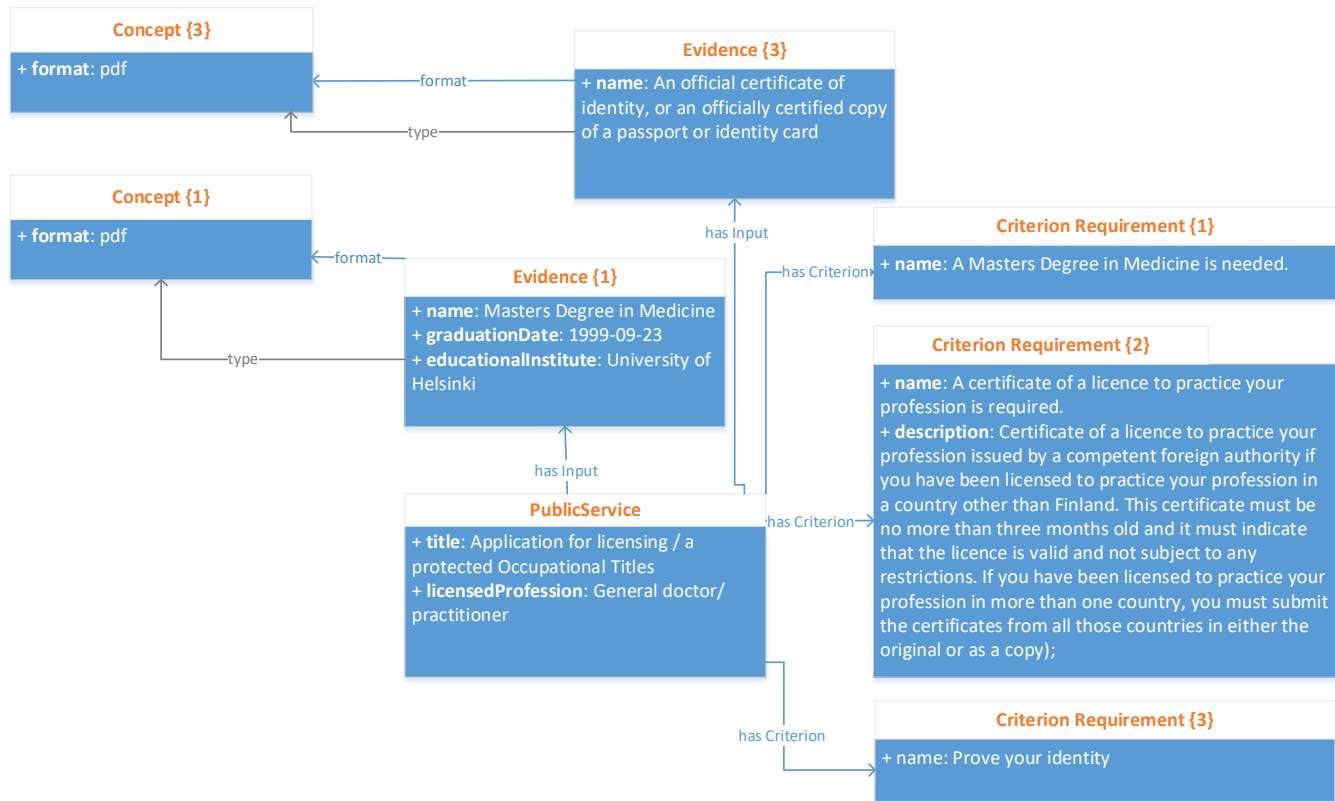 Concept {3}
+ format: pdf
Evidence {3}
+ name: An official certificate of
identity, or an officially certified copy
of a passport or identity card
format
type
Concept {1}
+ format: pdf
has Input
Criterion Requirement {1}
+ name: A Masters Degree in Medicine is needed.
format
Evidence {1}
+ name: Masters Degree in Medicine
+ graduationDate: 1999-09-23
+ educationalInstitute: University of
Helsinki
has Criterion
type
Criterion Requirement {2}
+ name: A certificate of a licence to practice your
profession is required.
+ description: Certificate of a licence to practice your
profession issued by a competent foreign authority if
you have been licensed to practice your profession in
a country other than Finland. This certificate must be
no more than three months old and it must indicate
that the licence is valid and not subject to any
restrictions. If you have been licensed to practice your
profession in more than one country, you must submit
the certificates from all those countries in either the
original or as a copy);
has Input
PublicService
+ title: Application for licensing / a
protected Occupational Titles
+ licensedProfession: General doctor/
practitioner
has Criterion
has Criterion
Criterion Requirement {3}
+ name: Prove your identity